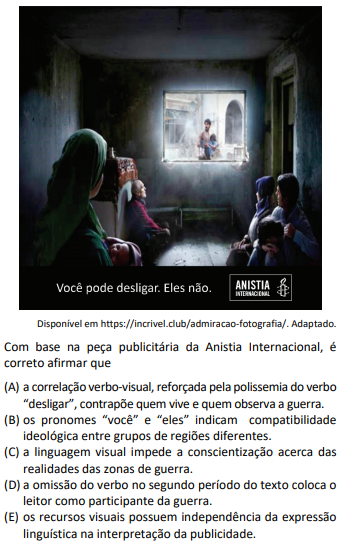 Você pode desligar. Eles não.
ANISTIA
INTERNACIONAL
Disponível em https://incrivel.club/admiracao-fotografia/. Adaptado.
Com base na peça publicitária da Anistia Internacional, é
correto afirmar que
(A) a correlação verbo-visual, reforçada pela polissemia do verbo
“desligar”, contrapõe quem vive e quem observa a guerra.
(B) os pronomes “você” e “eles” indicam compatibilidade
ideológica entre grupos de regiões diferentes.
(C) a linguagem visual impede a conscientização acerca das
realidades das zonas de guerra.
(D) a omissão do verbo no segundo período do texto coloca o
leitor como participante da guerra.
(E) os recursos visuais possuem independência da expressão
linguística na interpretação da publicidade.